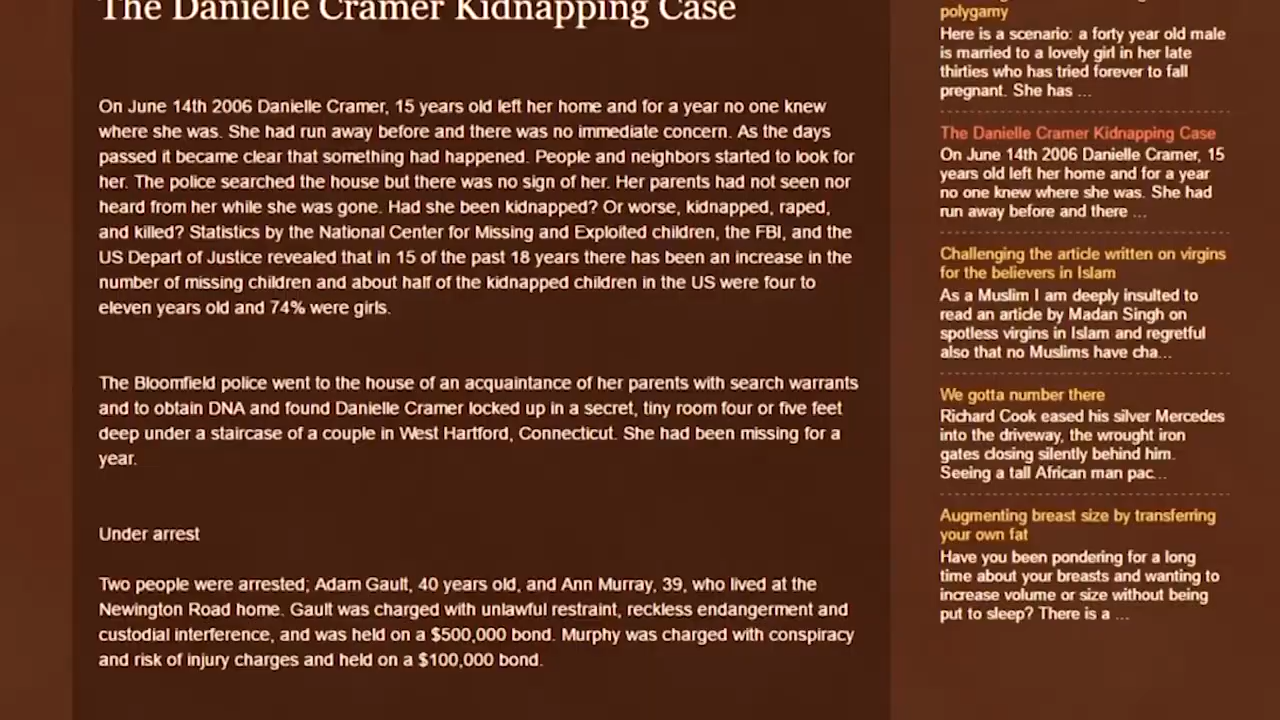 The Danielle Cramer Kidnapping Case
On June 14th 2006 Danielle Cramer, 15 years old left her home and for a year no one knew
where she was. She had run away before and there was no immediate concern. As the days
passed it became clear that something had happened. People and neighbors started to look for
her. The police searched the house but there was no sign of her. Her parents had not seen nor
heard from her while she was gone. Had she been kidnapped? Or worse, kidnapped, raped,
and killed? Statistics by the National Center for Missing and Exploited children, the FBI, and the
US Depart of Justice revealed that in 15 of the past 18 years there has been an increase in the
number of missing children and about half of the kidnapped children in the US were four to
eleven years old and 74% were girls.
The Bloomfield police went to the house of an acquaintance of her parents with search warrants
and to obtain DNA and found Danielle Cramer locked up in a secret, tiny room four or five feet
deep under a staircase of a couple in West Hartford, Connecticut. She had been missing for a
year.
Under arrest
Two people were arrested; Adam Gault, 40 years old, and Ann Murray, 39, who lived at the
Newington Road home. Gault was charged with unlawful restraint, reckless endangerment and
custodial interference, and was held on a $500,000 bond. Murphy was charged with conspiracy
and risk of injury charges and held on a $100,000 bond.
polygamy
Here is a scenario: a forty year old male
is married to a lovely girl in her late
thirties who has tried forever to fall
pregnant. She has ...
The Danielle Cramer Kidnapping Case
On June 14th 2006 Danielle Cramer, 15
years old left her home and for a year
no one knew where she was. She had
run away before and there ...
Challenging the article written on virgins
for the believers in Islam
As a Muslim I am deeply insulted to
read an article by Madan Singh on
spotless virgins in Islam and regretful
also that no Muslims have cha...
We gotta number there
Richard Cook eased his silver Mercedes
into the driveway, the wrought iron
gates closing silently behind him.
Seeing a tall African man pac...
Augmenting breast size by transferring
your own fat
Have you been pondering for a long
time about your breasts and wanting to
increase volume or size without being
put to sleep? There is a ...